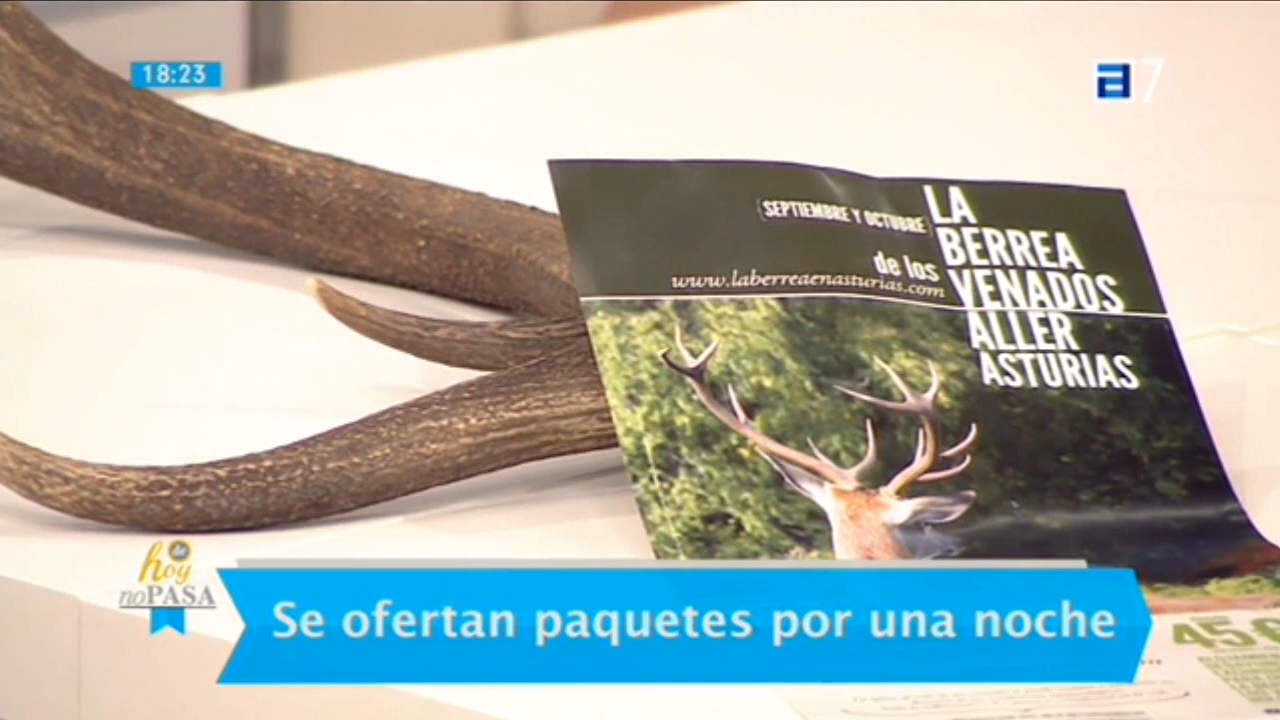 18:23
a7
[SEPTIEMBRE Y OCTUBRE
LA
BERREA
de los
VENADOS
www.laberreaenasturias.com
ALLER
ASTURIAS
de
hoy
noPASA
Se ofertan paquetes por una noche
45€